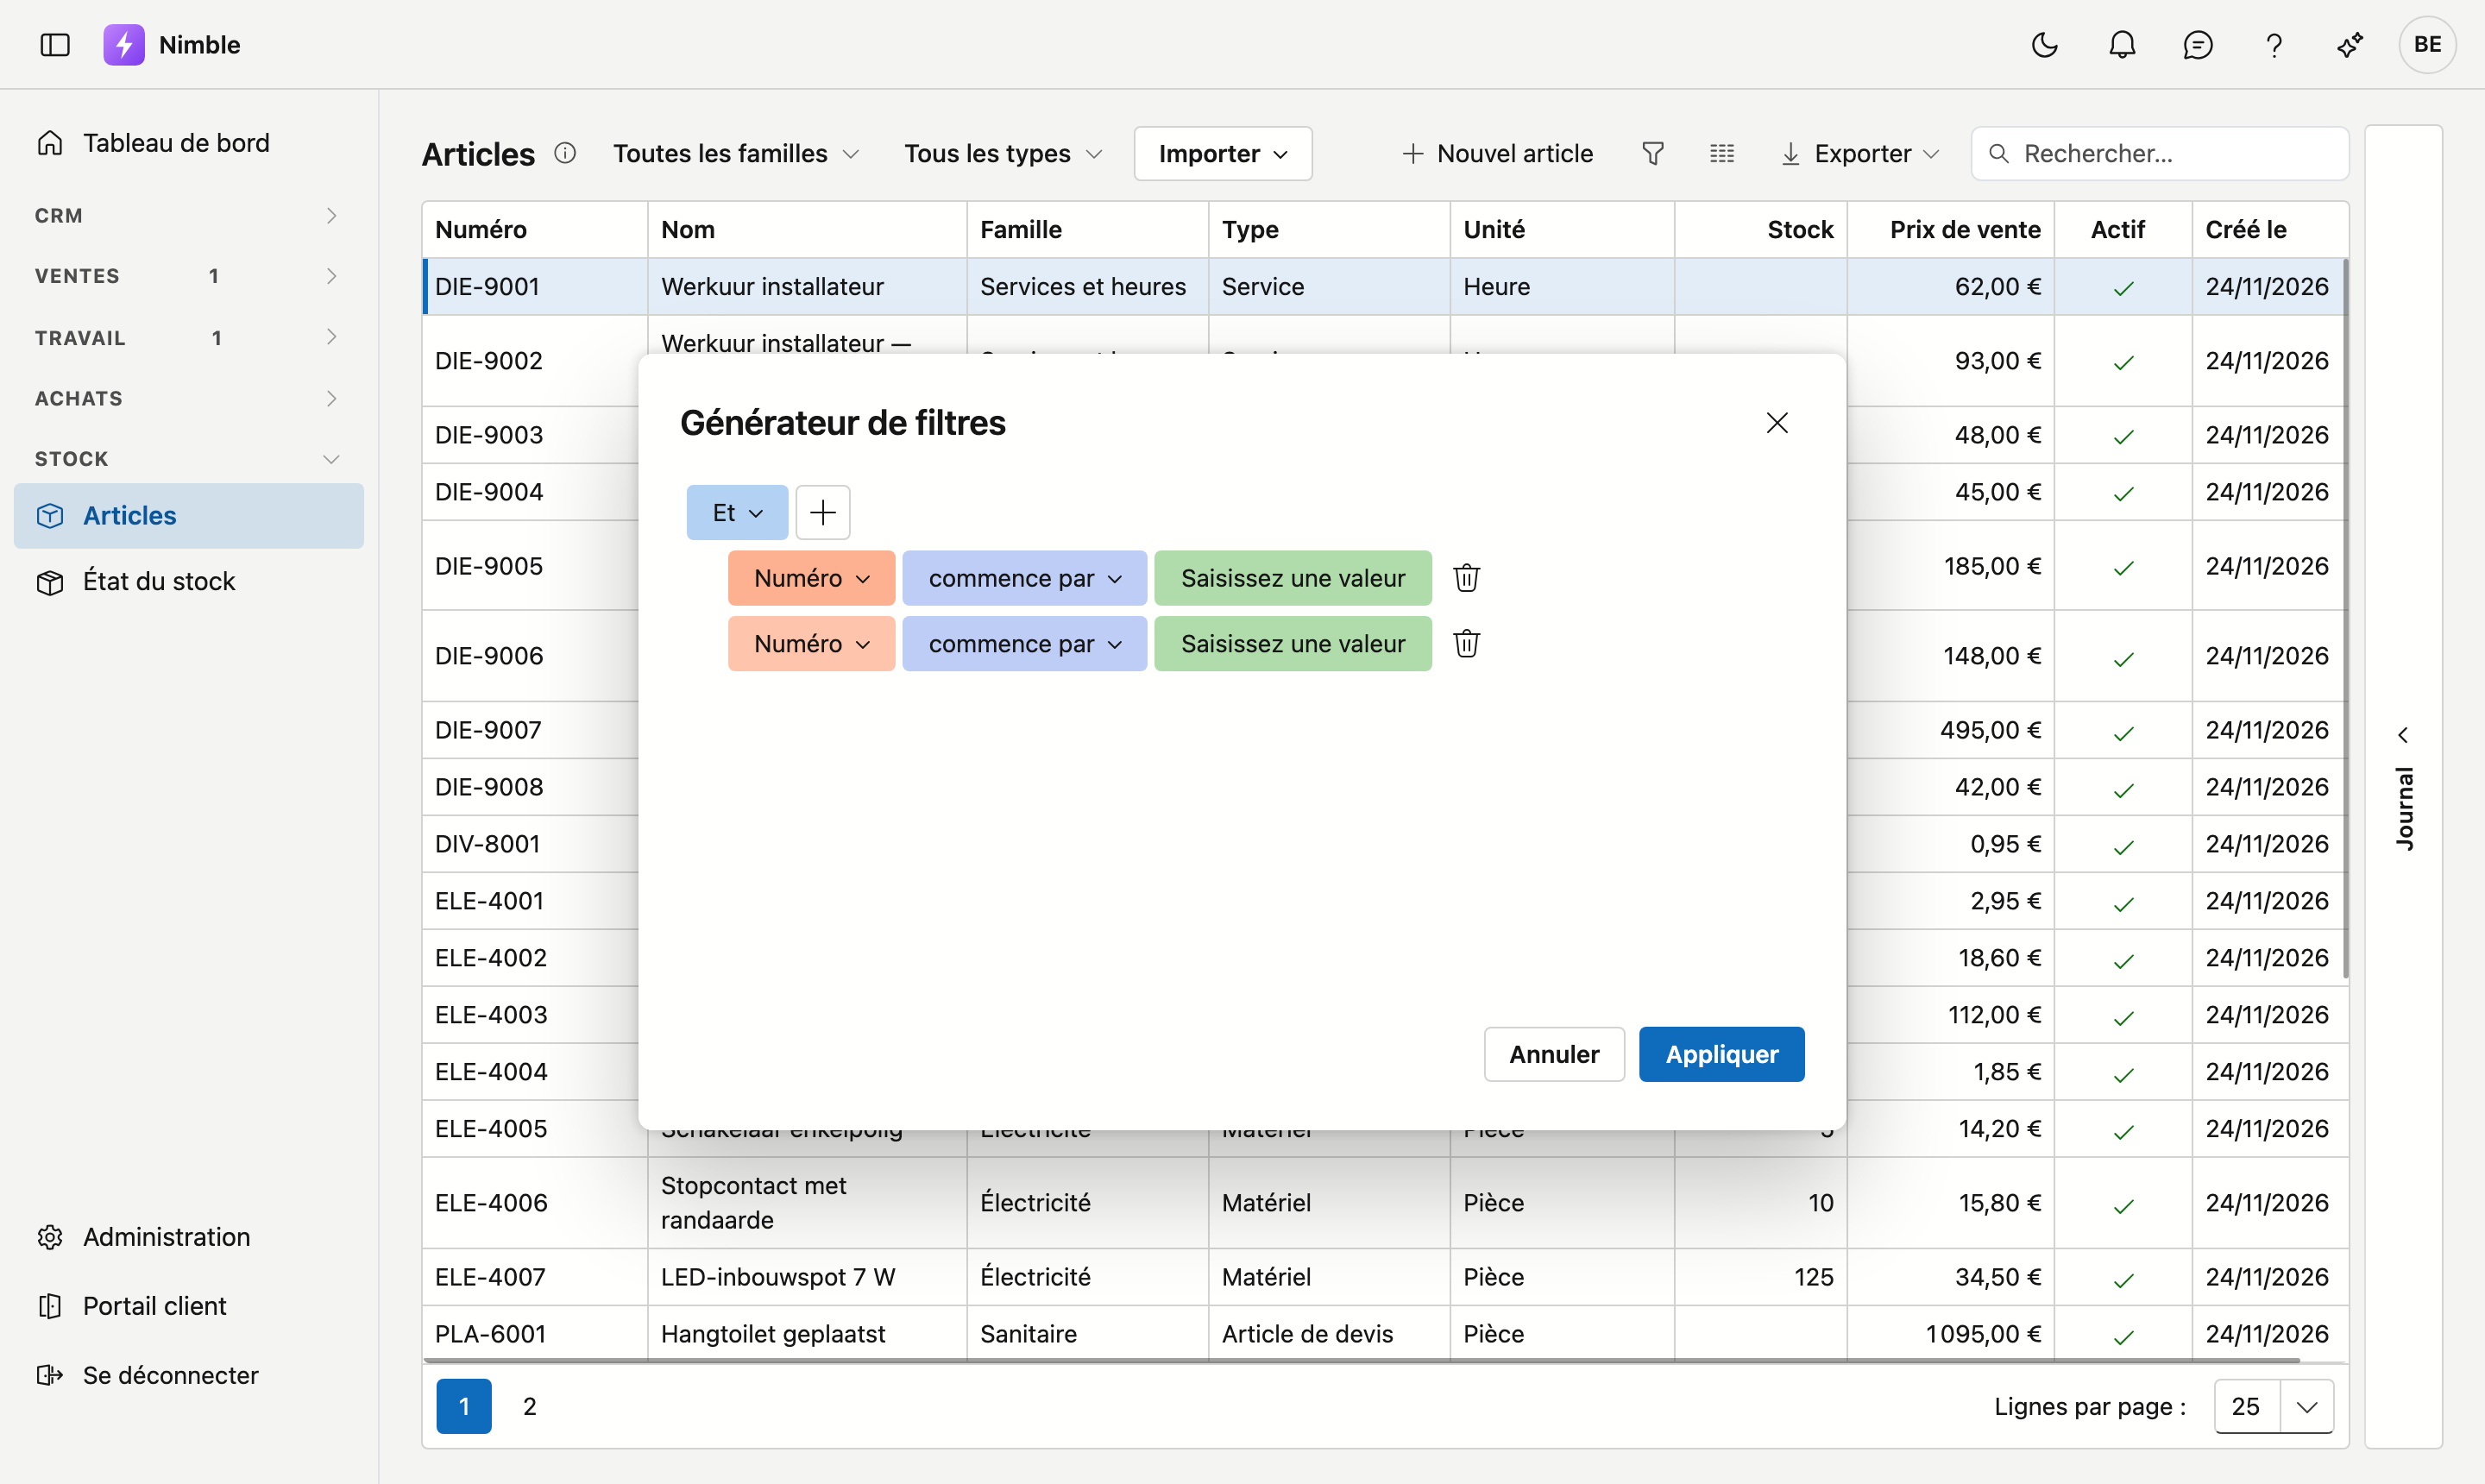 Nimble
BE
Tableau de bord
CRM
VENTES 1
TRAVAIL 1
ACHATS
STOCK
Articles
État du stock
Administration
Portail client
Se déconnecter
Articles Toutes les familles Tous les types Importer Nouvel article Exporter Rechercher...
Numéro Nom Famille Type Unité Stock Prix de vente Actif Créé le
DIE-9001 Werkuur installateur Services et heures Service Heure 62,00 € 24/11/2026
DIE-9002 Werkuur installateur — 93,00 € 24/11/2026
DIE-9003 48,00 € 24/11/2026
DIE-9004 45,00 € 24/11/2026
DIE-9005 185,00 € 24/11/2026
DIE-9006 148,00 € 24/11/2026
DIE-9007 495,00 € 24/11/2026
DIE-9008 42,00 € 24/11/2026
DIV-8001 0,95 € 24/11/2026
ELE-4001 2,95 € 24/11/2026
ELE-4002 18,60 € 24/11/2026
ELE-4003 112,00 € 24/11/2026
ELE-4004 1,85 € 24/11/2026
ELE-4005 Schakelaar enkelpolig Électricité Matériel Pièce 14,20 € 24/11/2026
ELE-4006 Stopcontact met randaarde Électricité Matériel Pièce 10 15,80 € 24/11/2026
ELE-4007 LED-inbouwspot 7 W Électricité Matériel Pièce 125 34,50 € 24/11/2026
PLA-6001 Hangtoilet geplaatst Sanitaire Article de devis Pièce 1 095,00 € 24/11/2026
1 2
Lignes par page : 25
Journal
Générateur de filtres
Et
Numéro commence par Saisissez une valeur
Numéro commence par Saisissez une valeur
Annuler Appliquer